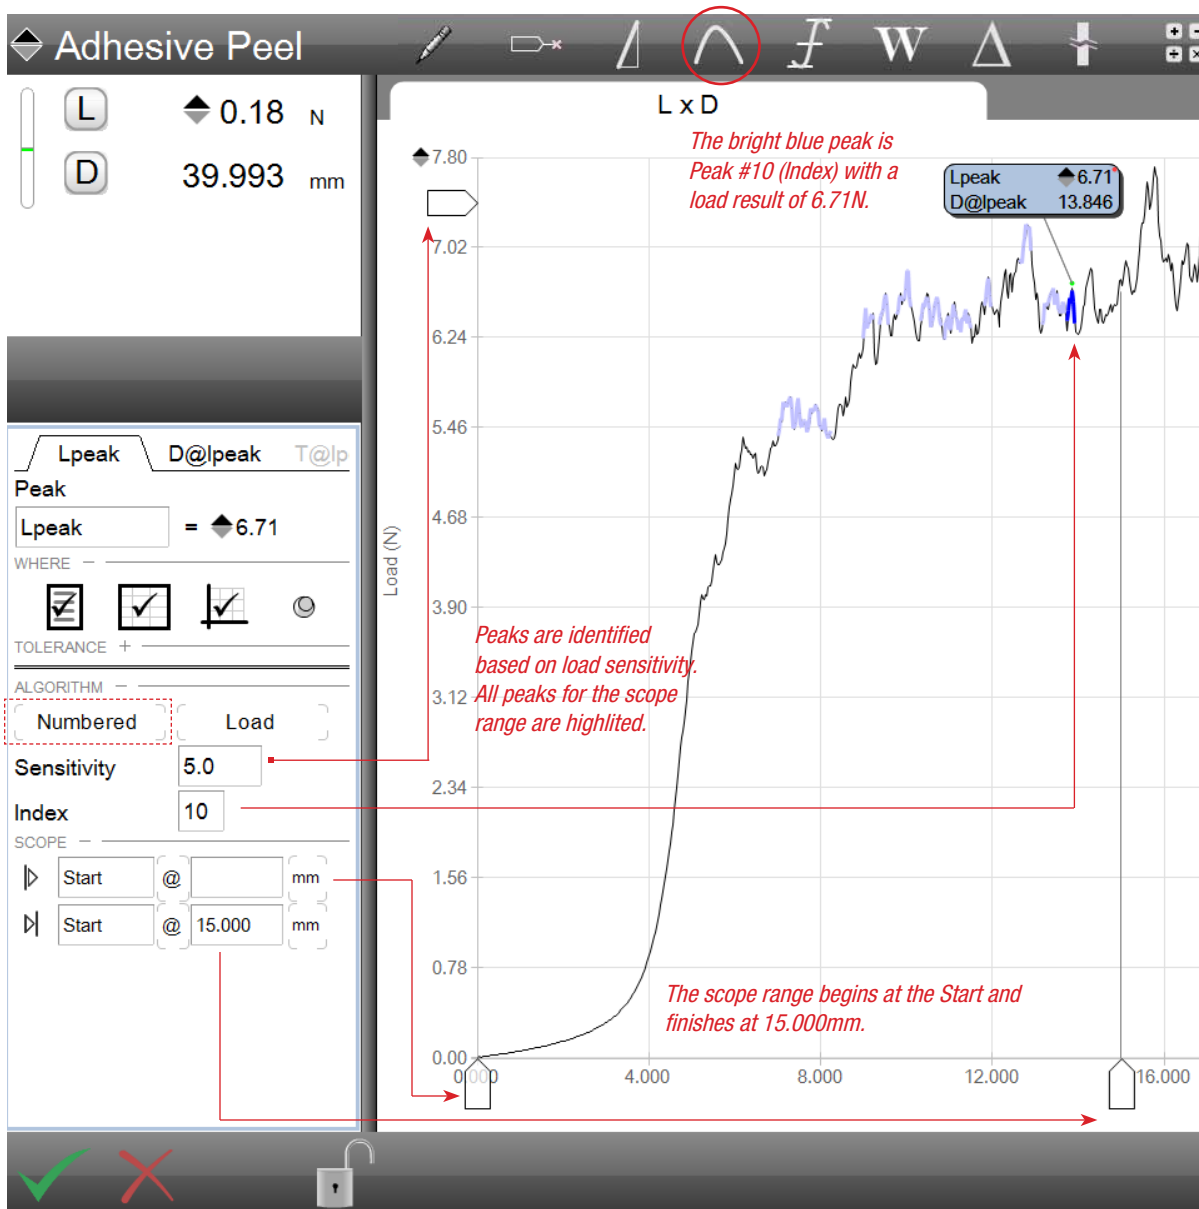 Adhesive Peel
W
L
0.18 N
D
39.993 mm
L x D
The bright blue peak is
Peak #10 (Index) with a
load result of 6.71N.
Lpeak 6.71
D@lpeak 13.846
7.80
7.02
6.24
5.46
4.68
3.90
3.12
2.34
1.56
0.78
0.00
Load (N)
0.000
4.000
8.000
12.000
16.000
Lpeak
D@lpeak
T@lp
Peak
Lpeak = 6.71
WHERE −
TOLERANCE +
ALGORITHM −
Numbered Load
Sensitivity 5.0
Index 10
SCOPE −
Start @ mm
Start @ 15.000 mm
Peaks are identified
based on load sensitivity.
All peaks for the scope
range are highlited.
The scope range begins at the Start and
finishes at 15.000mm.